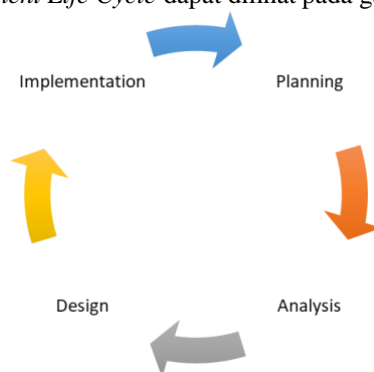 Life Cycle dapat dilihat pada
Implementation Planning
Design Analysis